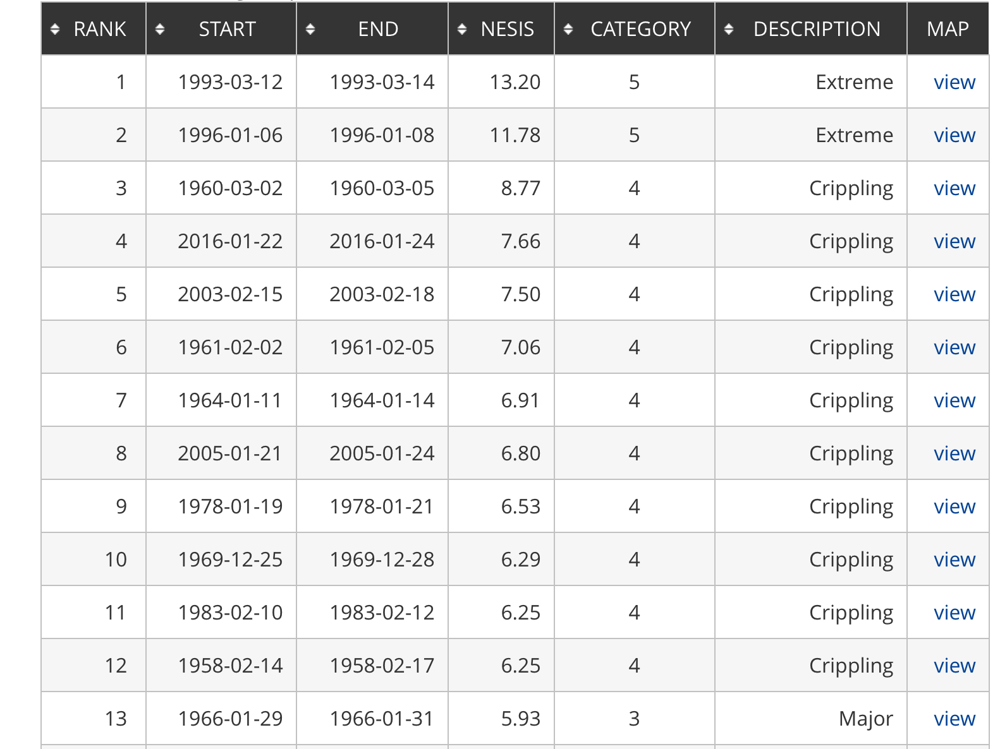 RANK START END NESIS CATEGORY DESCRIPTION MAP
1 1993-03-12 1993-03-14 13.20 5 Extreme view
2 1996-01-06 1996-01-08 11.78 5 Extreme view
3 1960-03-02 1960-03-05 8.77 4 Crippling view
4 2016-01-22 2016-01-24 7.66 4 Crippling view
5 2003-02-15 2003-02-18 7.50 4 Crippling view
6 1961-02-02 1961-02-05 7.06 4 Crippling view
7 1964-01-11 1964-01-14 6.91 4 Crippling view
8 2005-01-21 2005-01-24 6.80 4 Crippling view
9 1978-01-19 1978-01-21 6.53 4 Crippling view
10 1969-12-25 1969-12-28 6.29 4 Crippling view
11 1983-02-10 1983-02-12 6.25 4 Crippling view
12 1958-02-14 1958-02-17 6.25 4 Crippling view
13 1966-01-29 1966-01-31 5.93 3 Major view